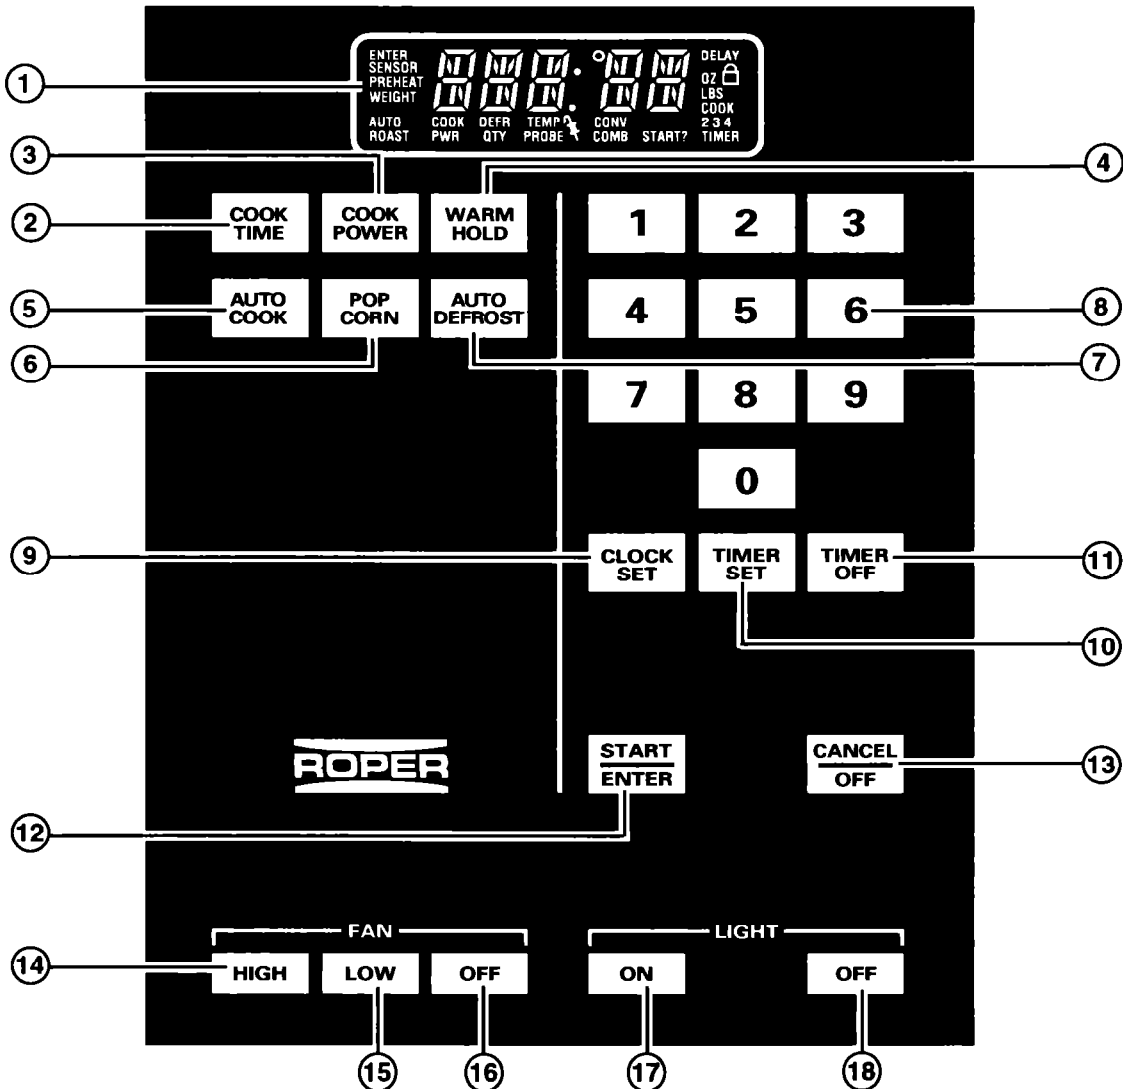 ENTER
SENSOR
PREHEAT
WEIGHT
DELAY
OZ
LBS
COOK
AUTO ROAST
COOK PWR
DEFR QTY
TEMP PROBE
CONV COMB
START?
2 3 4
TIMER
1
3
4
2
COOK TIME
COOK POWER
WARM HOLD
1
2
3
5
AUTO COOK
POP CORN
AUTO DEFROST
4
5
6
8
6
7
7
8
9
0
9
CLOCK SET
TIMER SET
TIMER OFF
11
10
ROPER
START
ENTER
CANCEL
OFF
13
12
FAN
LIGHT
14
HIGH
LOW
OFF
ON
OFF
15
16
17
18